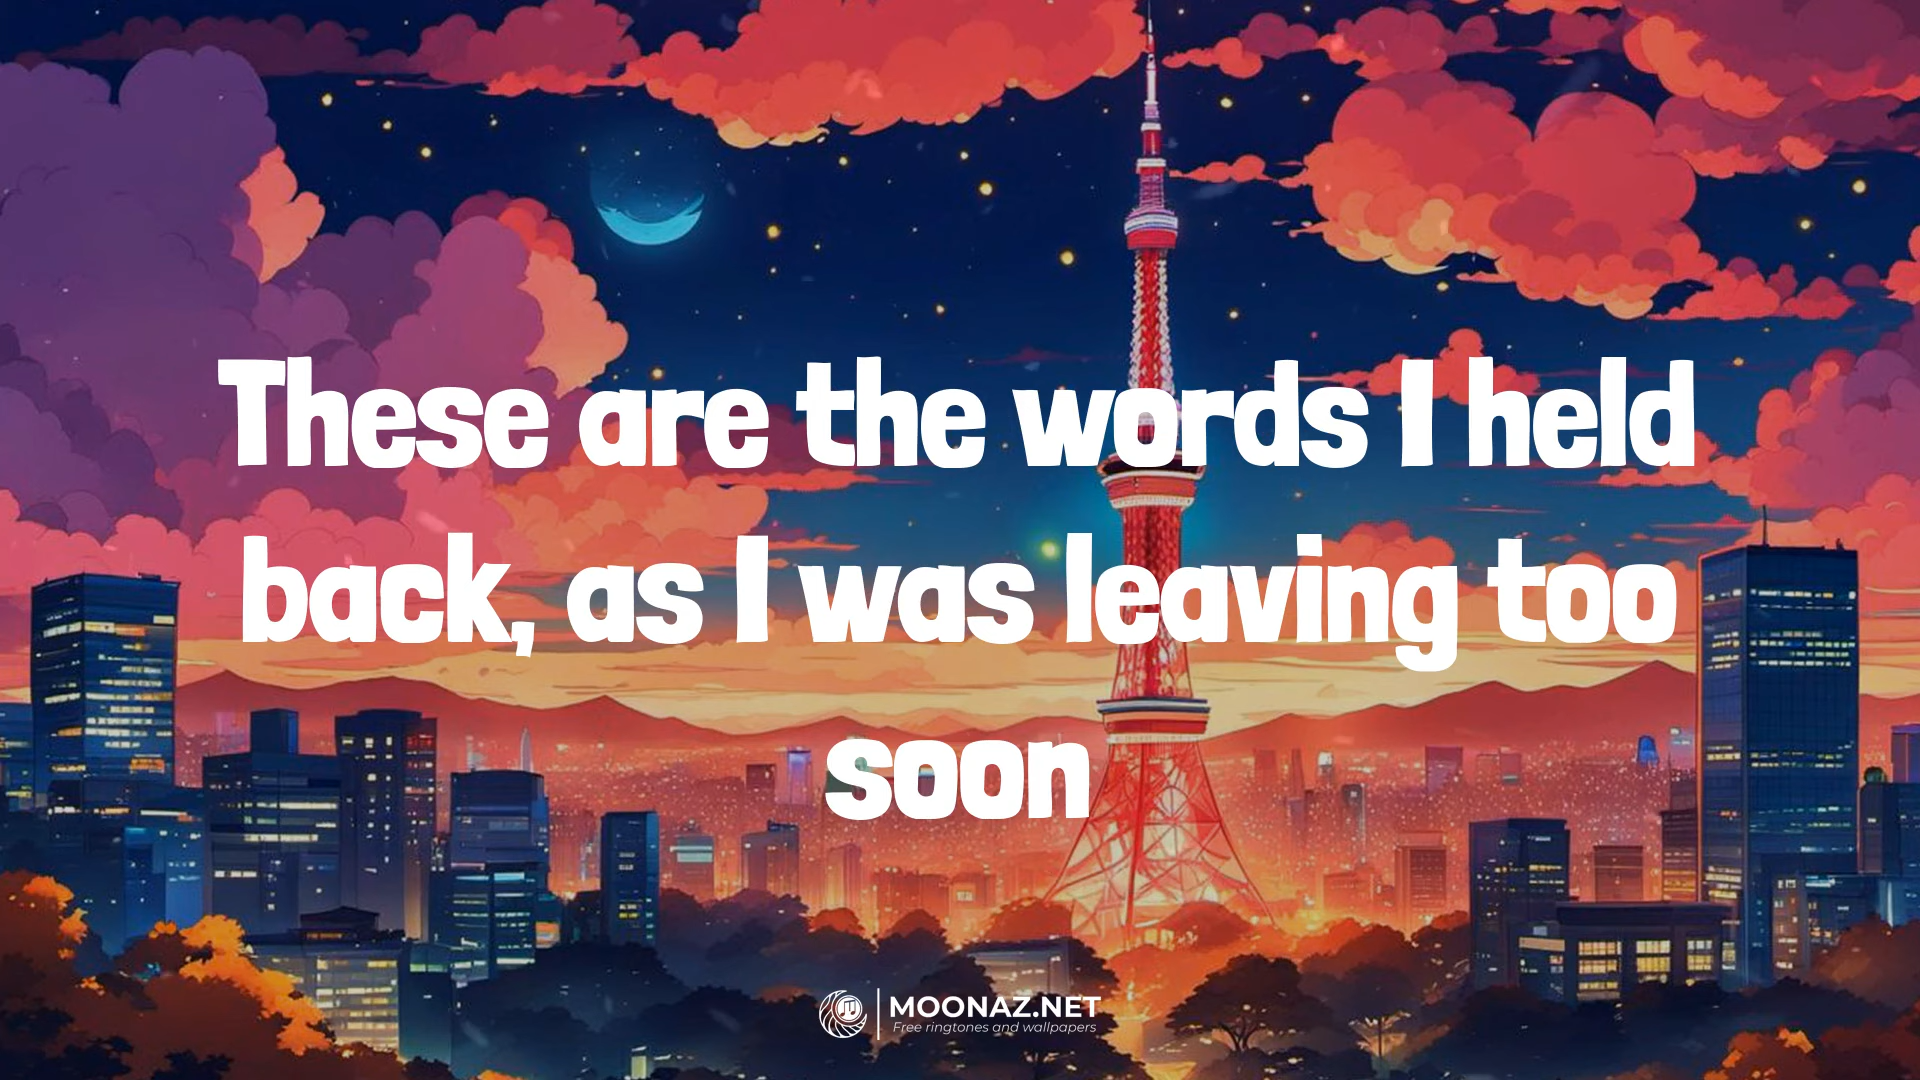 These are the words I held
back, as I was leaving too
soon
MOONAZ.NET
Free ringtones and wallpapers